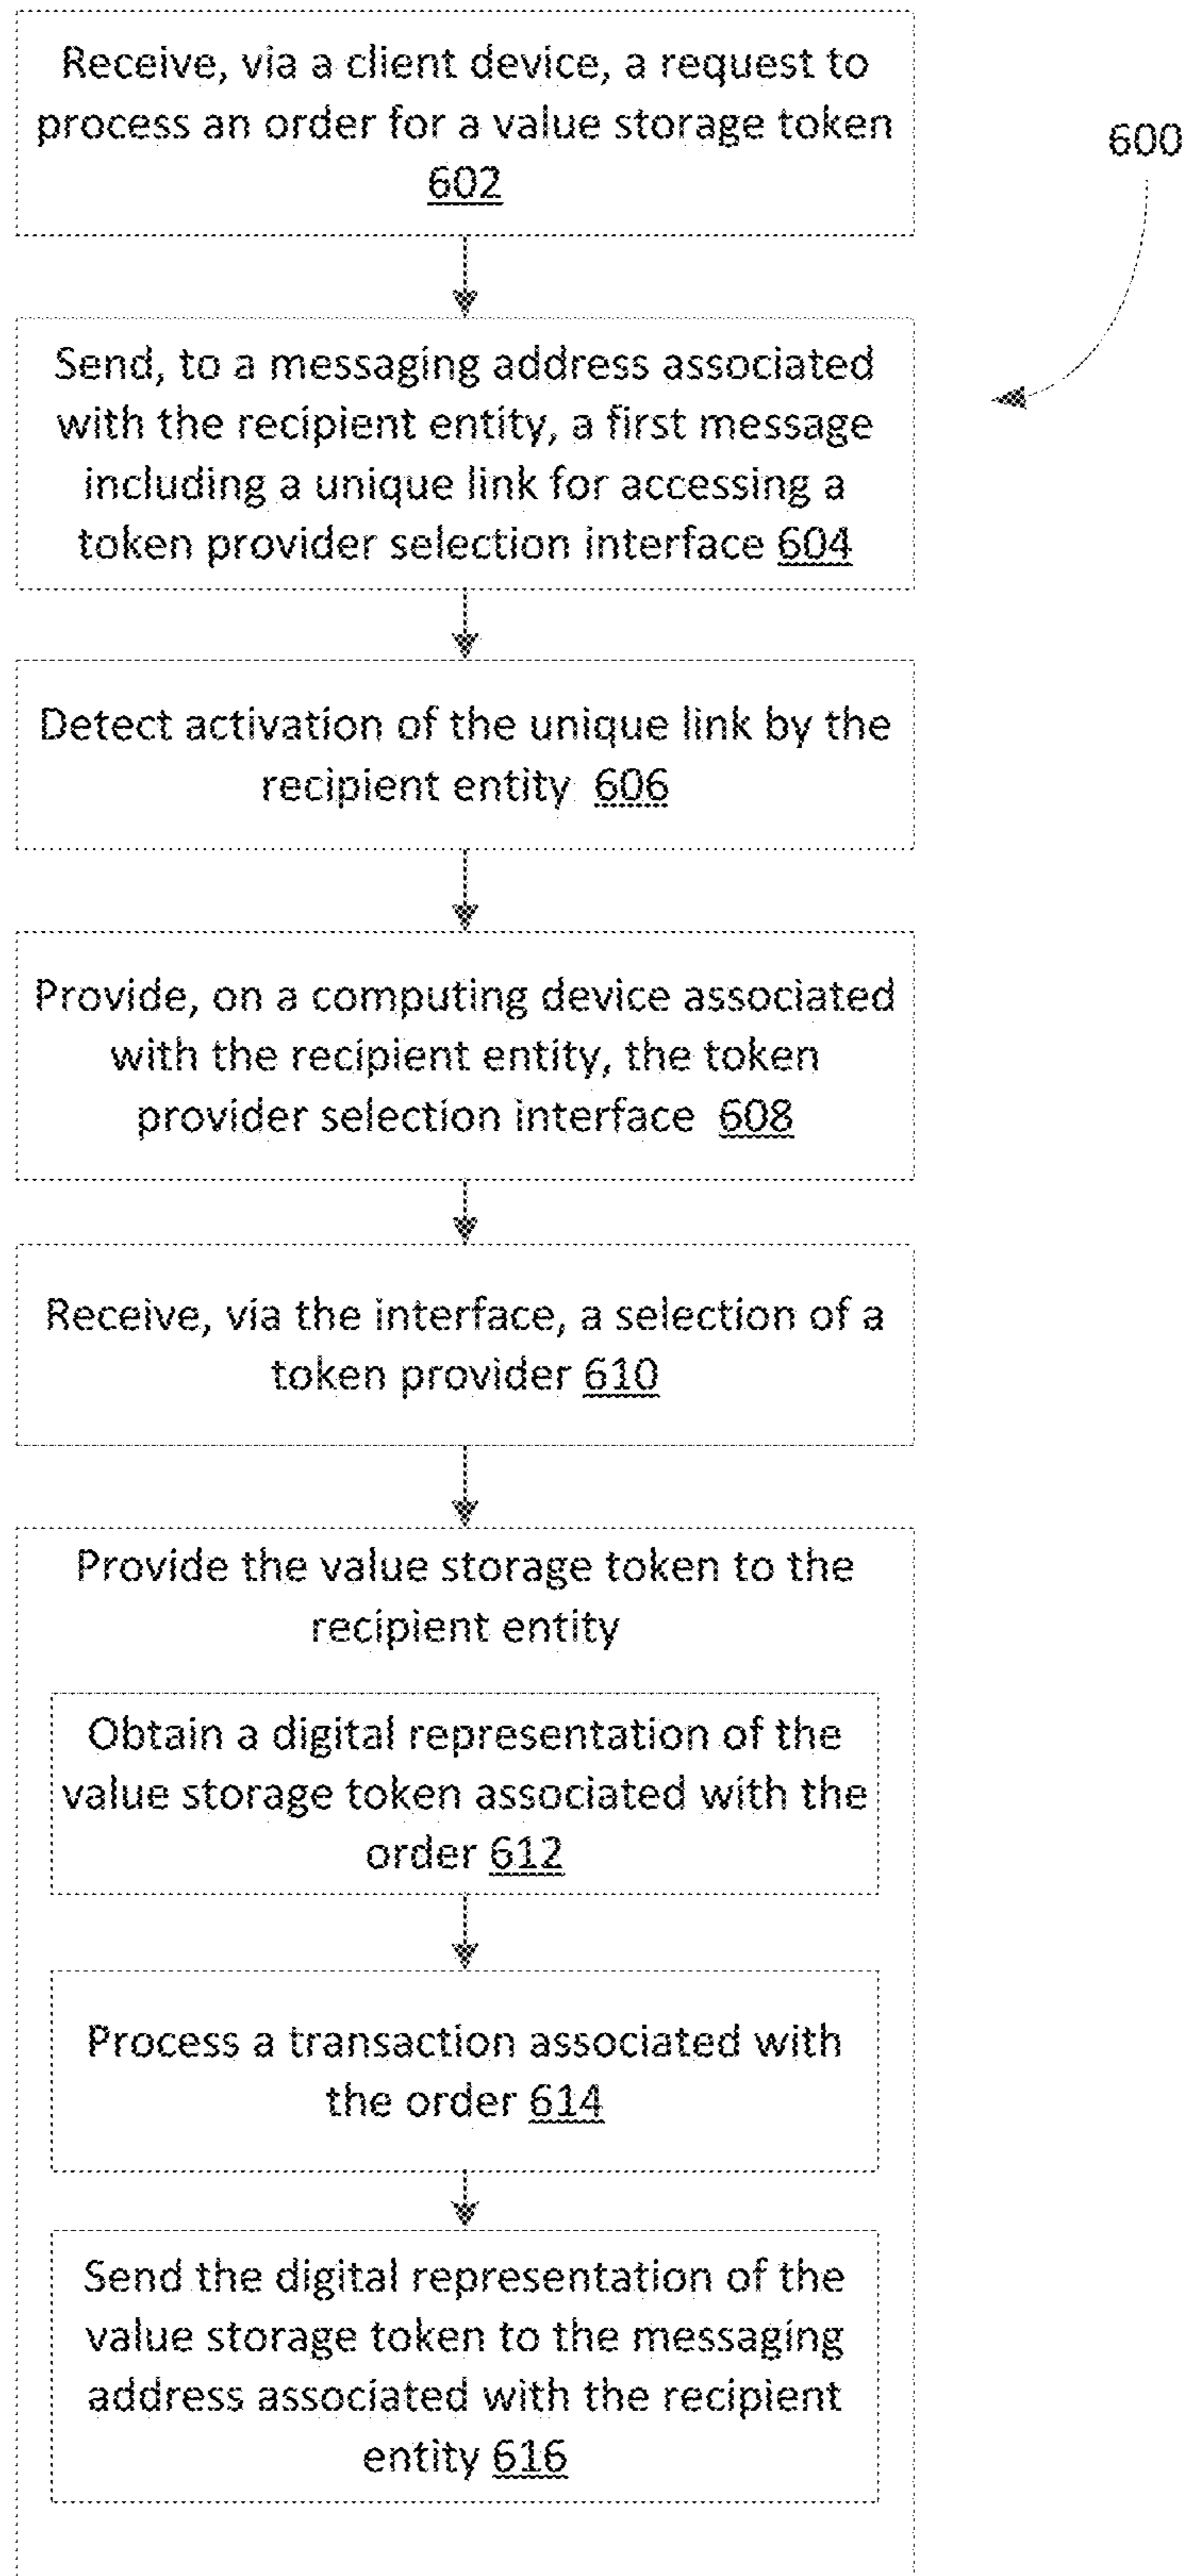 Receive, via a client device, a request to
process an order for a value storage token
602
600
Send, to a messaging address associated
with the recipient entity, a first message
including a unique link for accessing a
token provider selection interface 604
Detect activation of the unique link by the
recipient entity 606
Provide, on a computing device associated
with the recipient entity, the token
provider selection interface 608
Receive, via the interface, a selection of a
token provider 610
Provide the value storage token to the
recipient entity
Obtain a digital representation of the
value storage token associated with the
order 612
Process a transaction associated with
the order 614
Send the digital representation of the
value storage token to the messaging
address associated with the recipient
entity 616